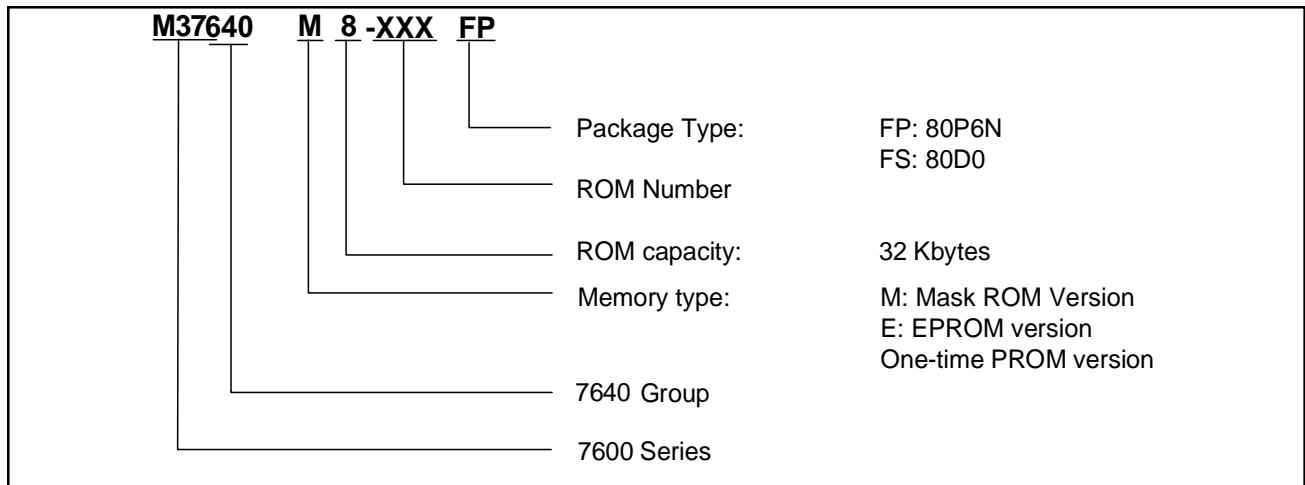 M37640 M 8 -XXX FP
Package Type: FP: 80P6N
FS: 80D0
ROM Number
ROM capacity: 32 Kbytes
Memory type: M: Mask ROM Version
E: EPROM version
One-time PROM version
7640 Group
7600 Series